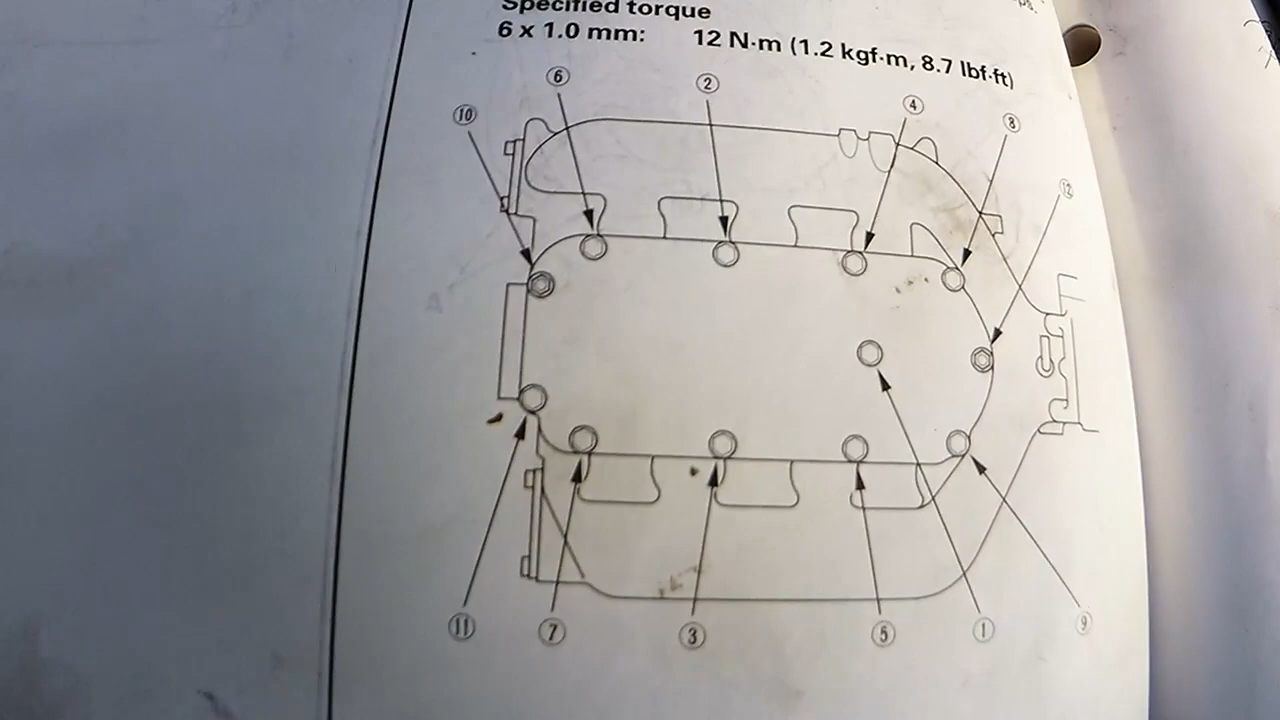 Specified torque
6 x 1.0 mm: 12 N·m (1.2 kgf·m, 8.7 lbf·ft)
⑥ ② ④ ⑧
⑩
⑫
⑪ ⑦ ③ ⑤ ① ⑨